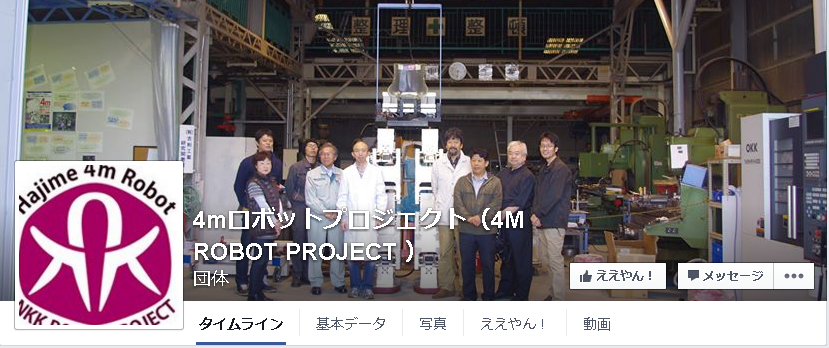 整理 整頓
OKK
Hajime 4m Robot
NKK
PROJECT
4mロボットプロジェクト（4M
ROBOT PROJECT ）
団体
ええやん！
メッセージ
タイムライン
基本データ
写真
ええやん！
動画